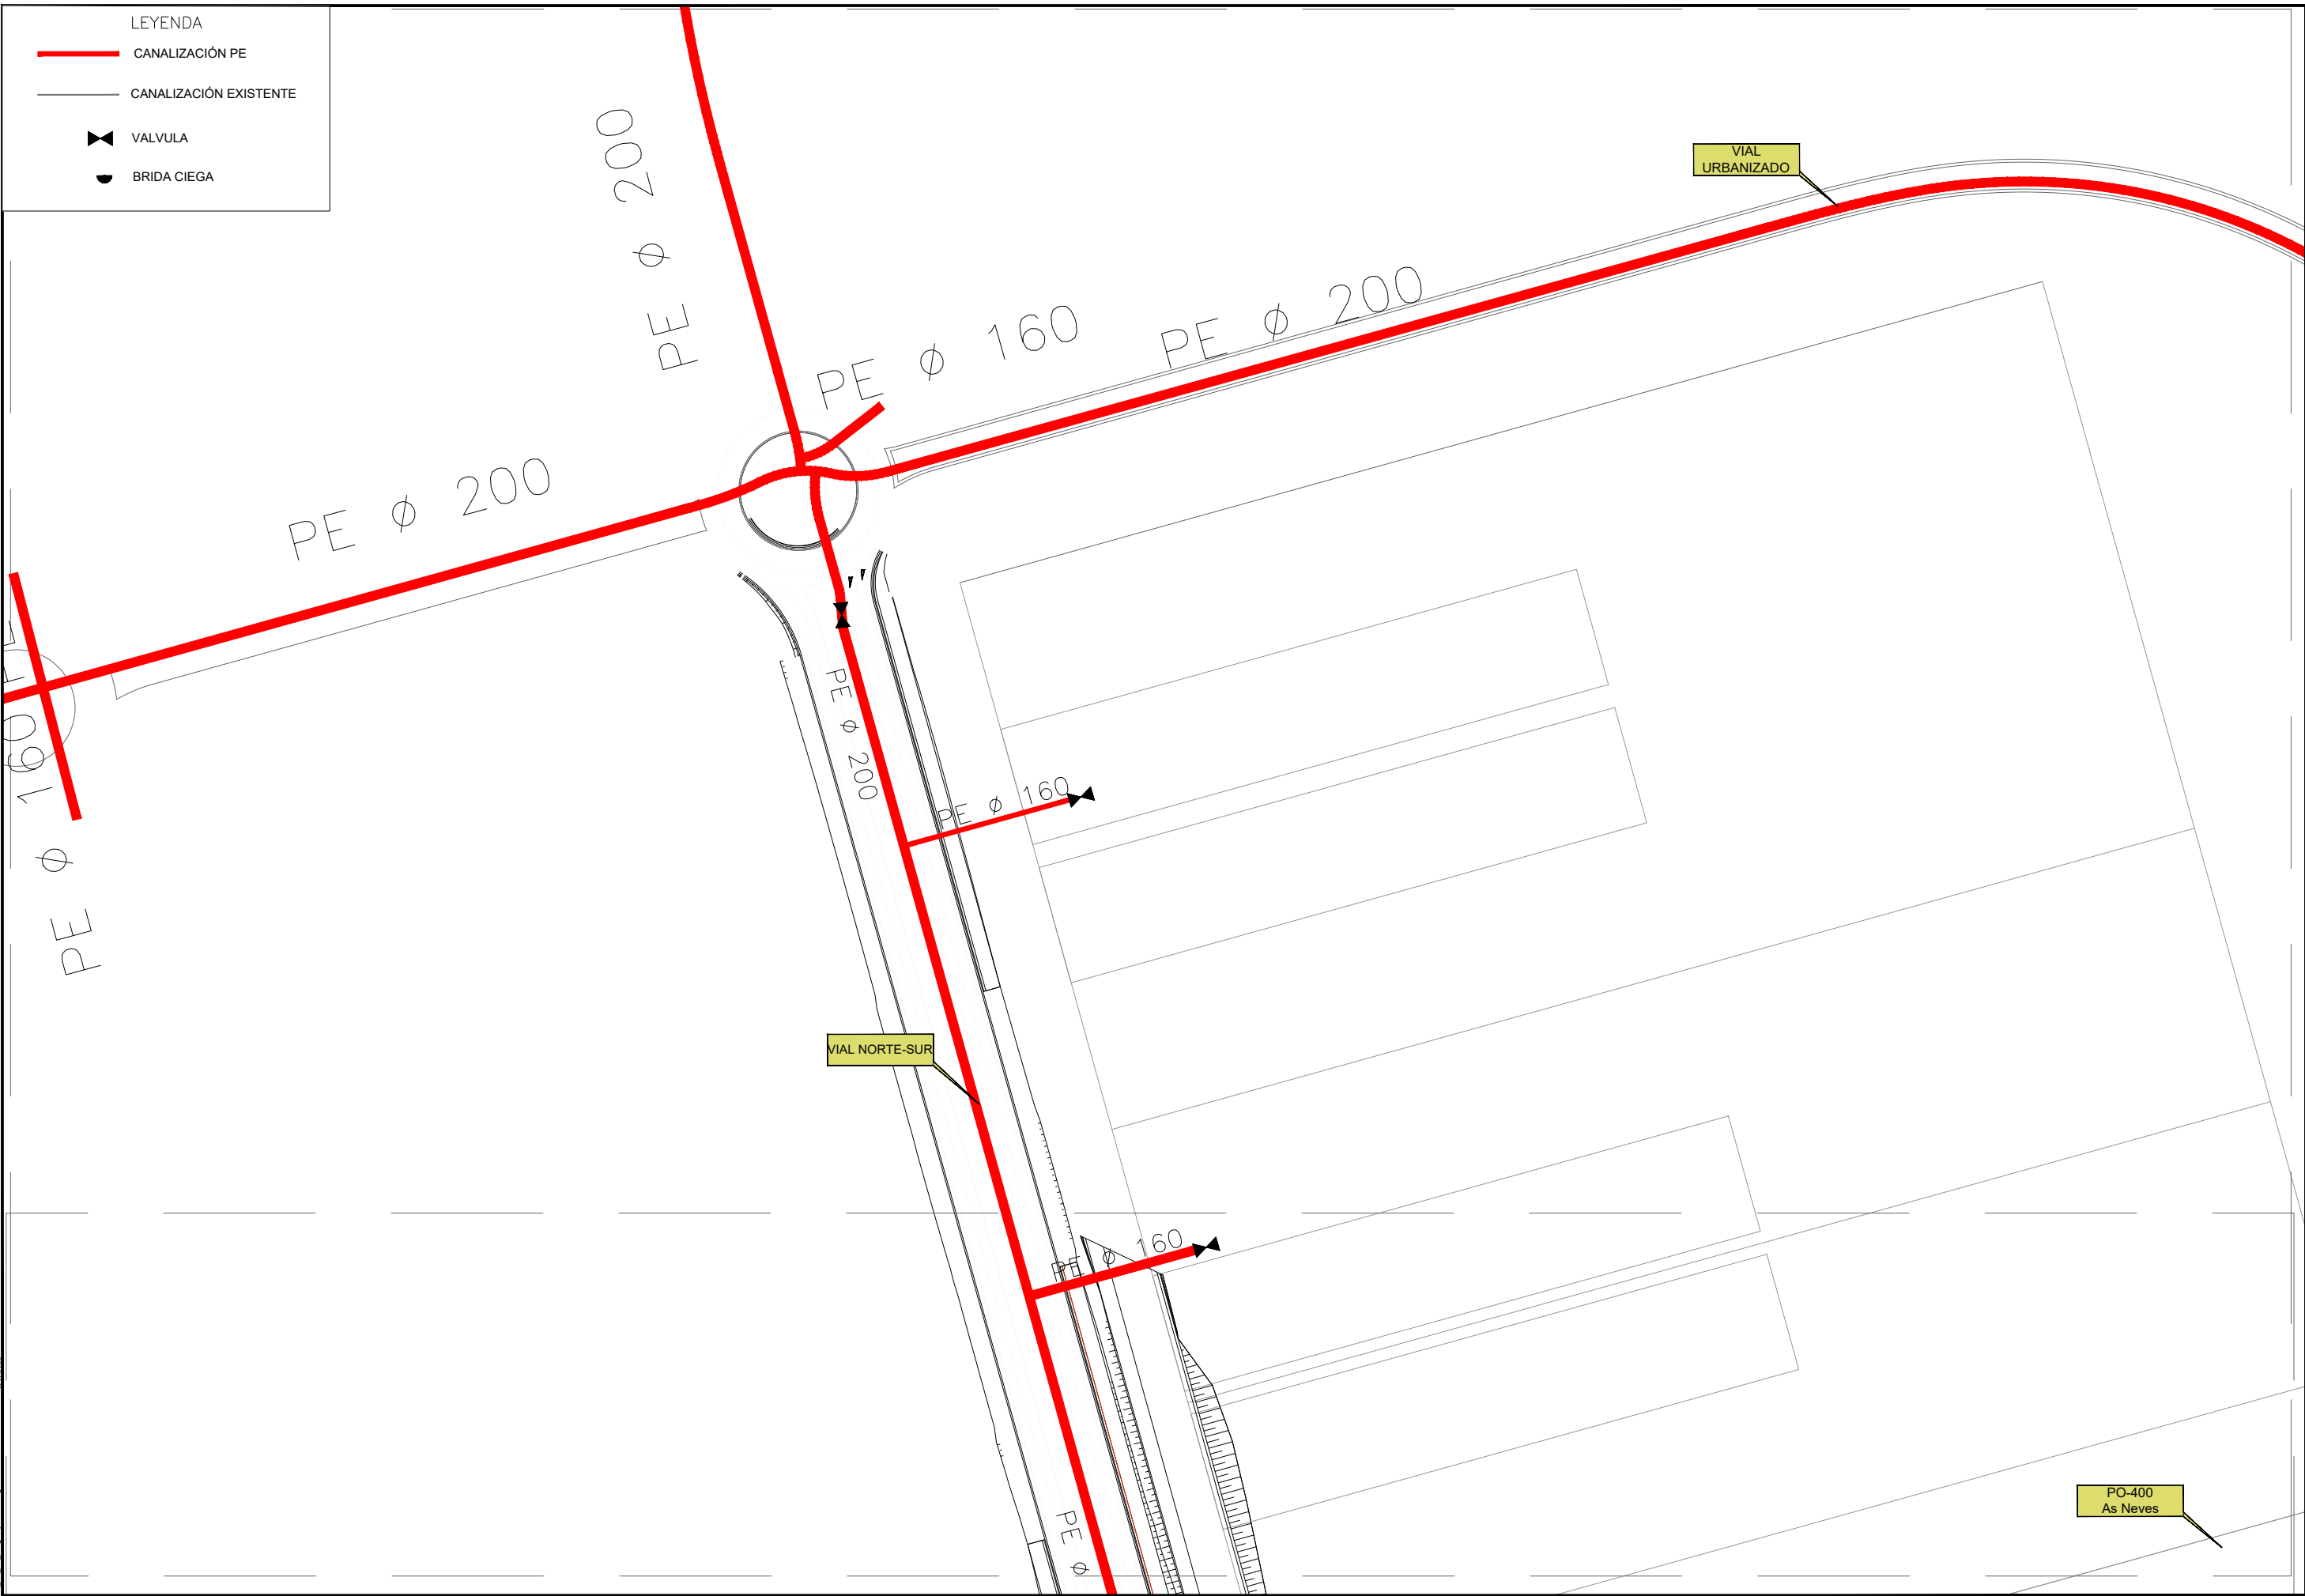 LEYENDA
CANALIZACIÓN PE
CANALIZACIÓN EXISTENTE
VALVULA
BRIDA CIEGA
PE Ø 200
VIAL
URBANIZADO
PE Ø 160
PE Ø 200
PE Ø 200
PE Ø 160
PE Ø 200
PE Ø 160
VIAL NORTE-SUR
PE Ø 160
PE Ø
PO-400
As Neves